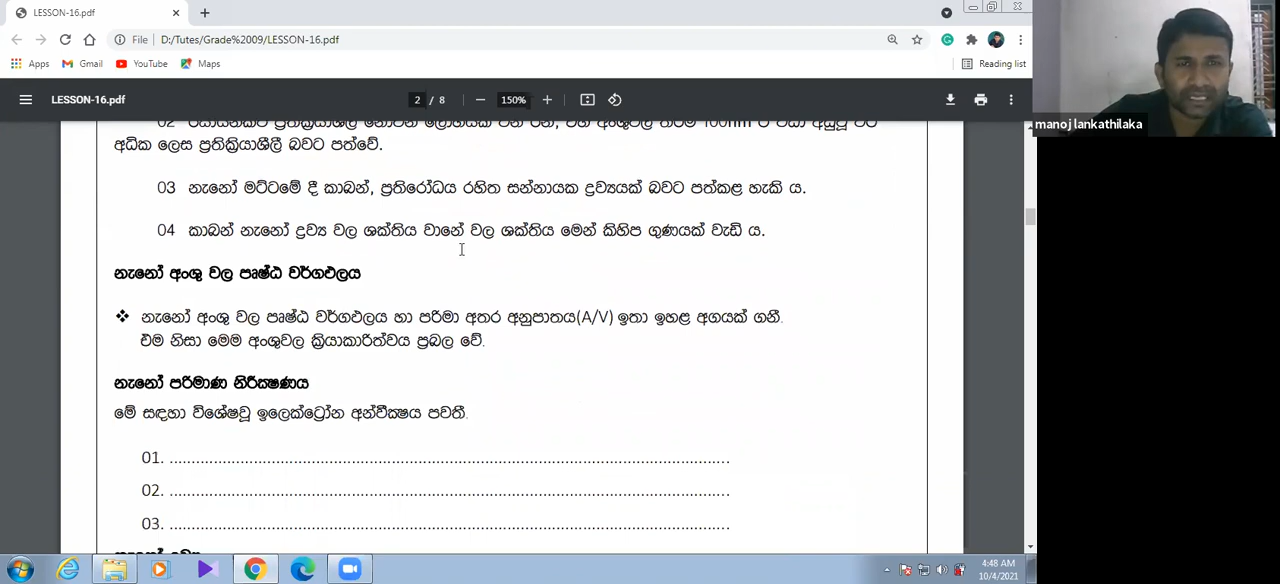 LESSON-16.pdf
File D:/Tutes/Grade%2009/LESSON-16.pdf
Apps Gmail YouTube Maps Reading list
LESSON-16.pdf 2 / 8 150%
manoj lankathilaka
අධික ලෙස ප්‍රතික්‍රියාශීලී බවට පත්වේ.
03 නැනෝ මට්ටමේ දී කාබන්, ප්‍රතිරෝධය රහිත සන්නායක ද්‍රව්‍යයක් බවට පත්කළ හැකි ය.
04 කාබන් නැනෝ ද්‍රව්‍ය වල ශක්තිය වානේ වල ශක්තිය මෙන් කිහිප ගුණයක් වැඩි ය.
නැනෝ අංශු වල පෘෂ්ඨ වර්ගඵලය
❖ නැනෝ අංශු වල පෘෂ්ඨ වර්ගඵලය හා පරිමා අතර අනුපාතය(A/V) ඉතා ඉහළ අගයක් ගනී.
එම නිසා මෙම අංශුවල ක්‍රියාකාරිත්වය ප්‍රබල වේ.
නැනෝ පරිමාණ නිරීක්‍ෂණය
මේ සඳහා විශේෂවූ ඉලෙක්ට්‍රෝන අන්වීක්‍ෂය පවතී.
01. ........................................................................................................
02. ........................................................................................................
03. ........................................................................................................
4:48 AM
10/4/2021